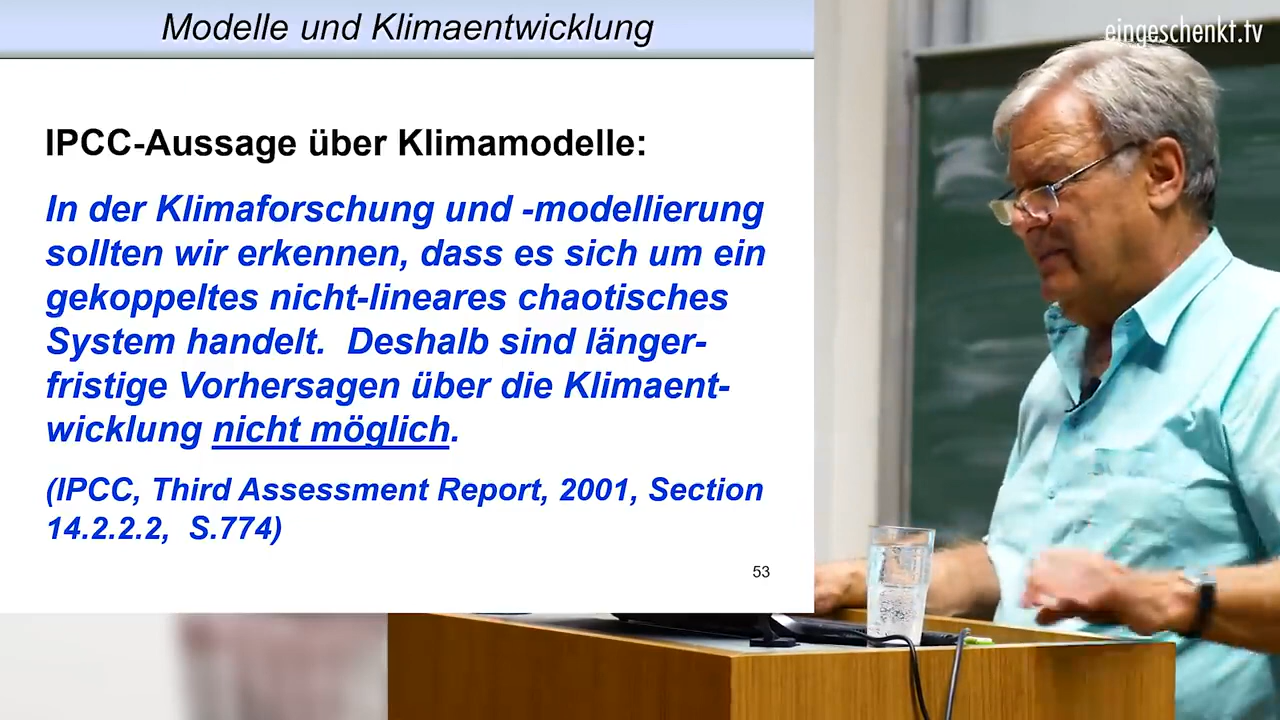 Modelle und Klimaentwicklung
eingeschenkt.tv
IPCC-Aussage über Klimamodelle:
In der Klimaforschung und -modellierung
sollten wir erkennen, dass es sich um ein
gekoppeltes nicht-lineares chaotisches
System handelt. Deshalb sind länger-
fristige Vorhersagen über die Klimaent-
wicklung nicht möglich.
(IPCC, Third Assessment Report, 2001, Section
14.2.2.2, S.774)
53